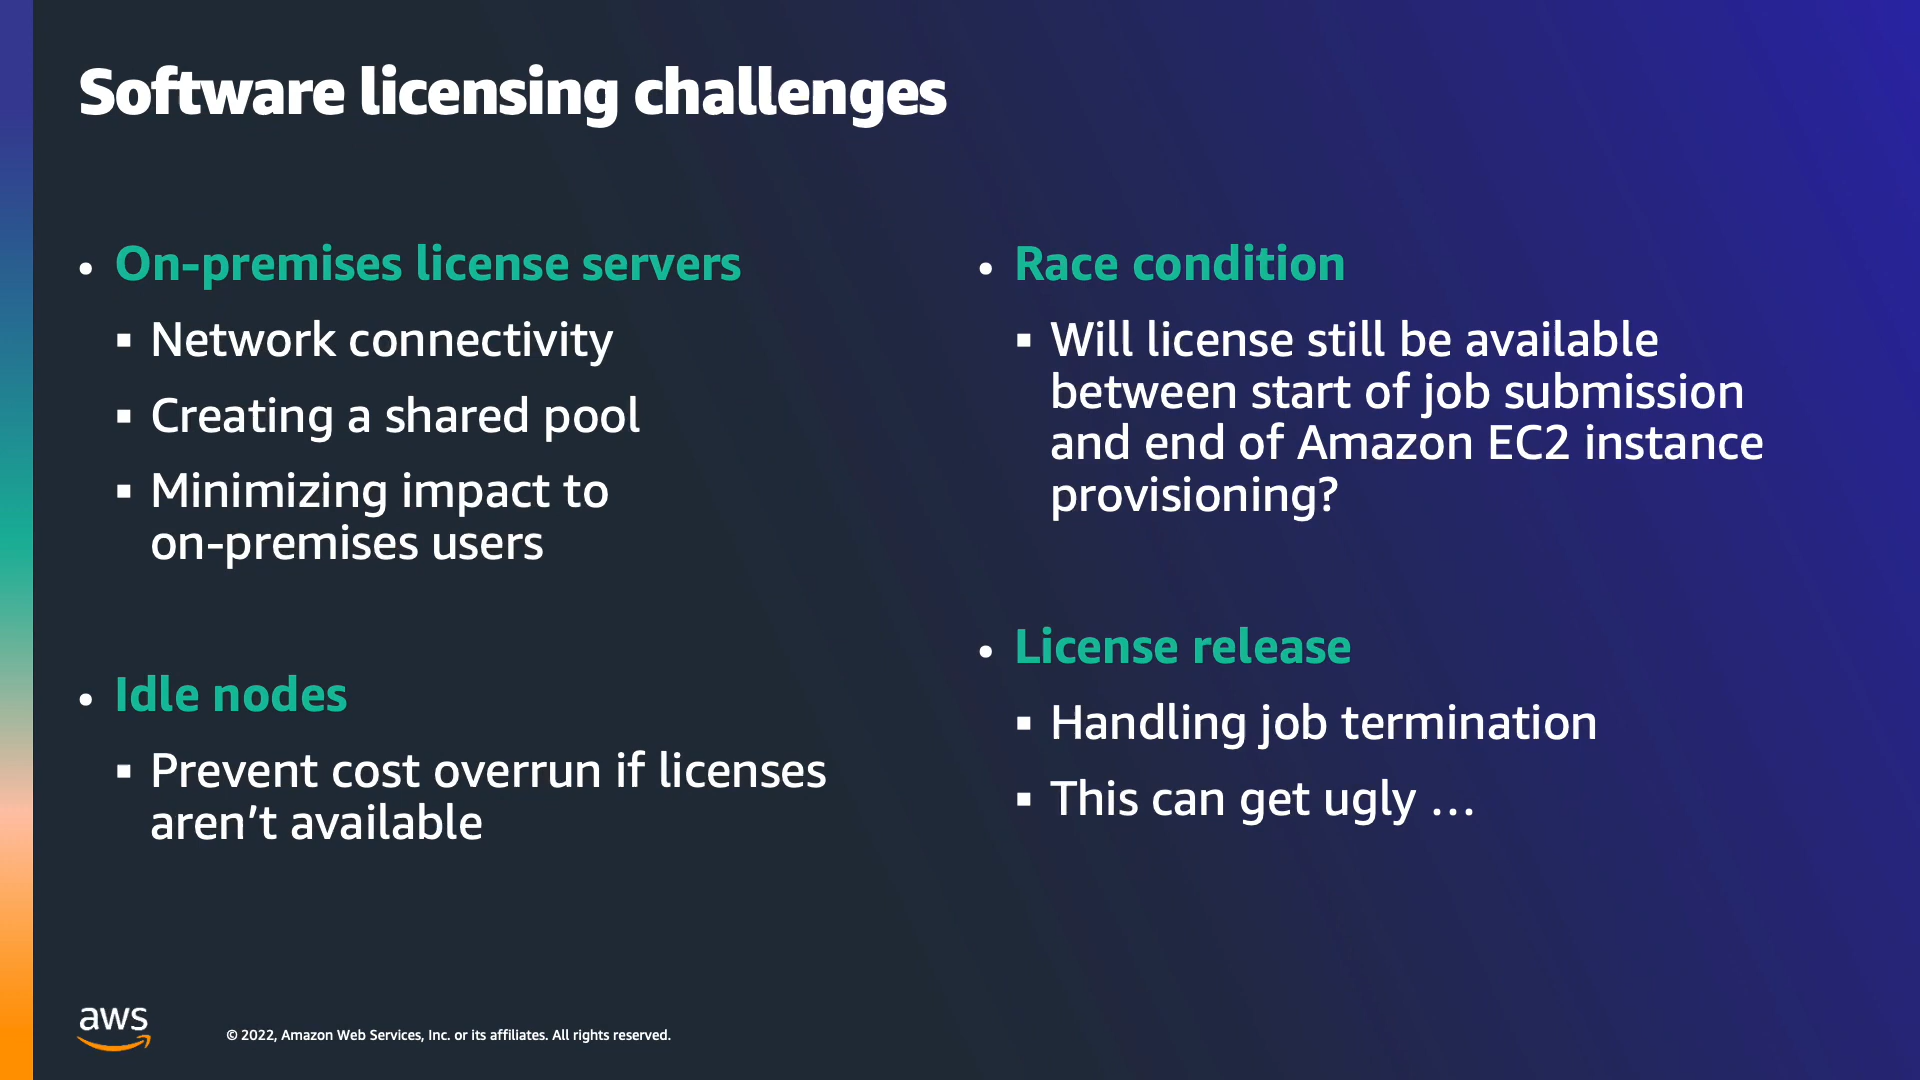 Software licensing challenges
• On-premises license servers
▪ Network connectivity
▪ Creating a shared pool
▪ Minimizing impact to
on-premises users
• Idle nodes
▪ Prevent cost overrun if licenses
aren’t available
• Race condition
▪ Will license still be available
between start of job submission
and end of Amazon EC2 instance
provisioning?
• License release
▪ Handling job termination
▪ This can get ugly …
aws
© 2022, Amazon Web Services, Inc. or its affiliates. All rights reserved.